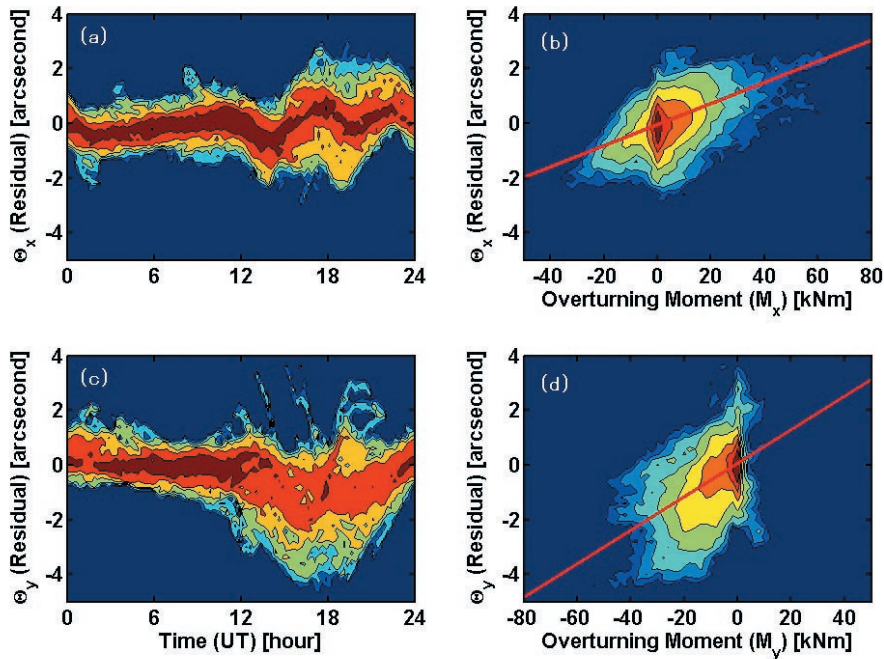 (a)
4
2
0
-2
-4
Θx (Residual) [arcsecond]
0 6 12 18 24
(b)
4
2
0
-2
-4
Θx (Residual) [arcsecond]
-40 -20 0 20 40 60 80
Overturning Moment (Mx) [kNm]
(c)
4
2
0
-2
-4
Θy (Residual) [arcsecond]
0 6 12 18 24
Time (UT) [hour]
(d)
4
2
0
-2
-4
Θy (Residual) [arcsecond]
-80 -60 -40 -20 0 20 40
Overturning Moment (My) [kNm]